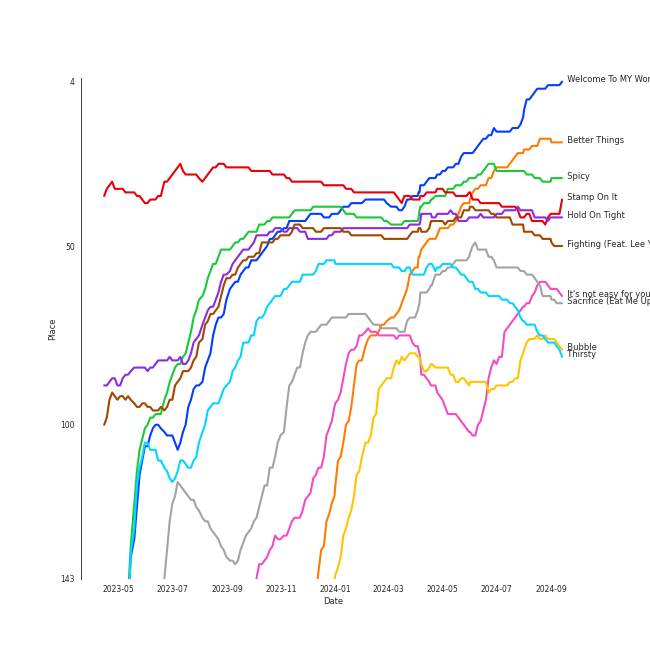 4
Welcome To MY Wor
Better Things
Spicy
Stamp On It
Hold On Tight
50
Fighting (Feat. Lee Y
It's not easy for you
Sacrifice (Eat Me Up
Place
Bubble
Thirsty
100
143
2023-05 2023-07 2023-09 2023-11 2024-01 2024-03 2024-05 2024-07 2024-09
Date